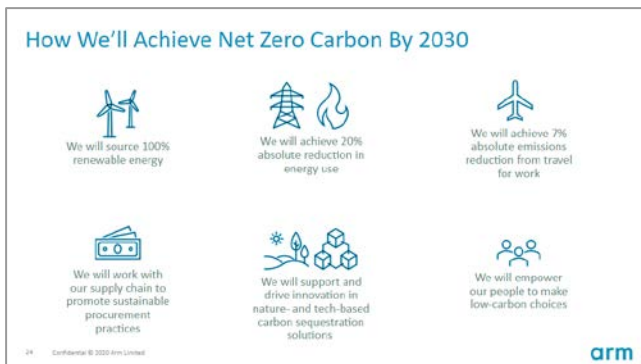 How We'll Achieve Net Zero Carbon By 2030
We will source 100%
renewable energy
We will achieve 20%
absolute reduction in
energy use
We will achieve 7%
absolute emissions
reduction from travel
for work
We will work with
our supply chain to
promote sustainable
procurement
practices
We will support and
drive innovation in
nature- and tech-based
carbon sequestration
solutions
We will empower
our people to make
low-carbon choices
24 Confidential © 2020 Arm Limited
arm